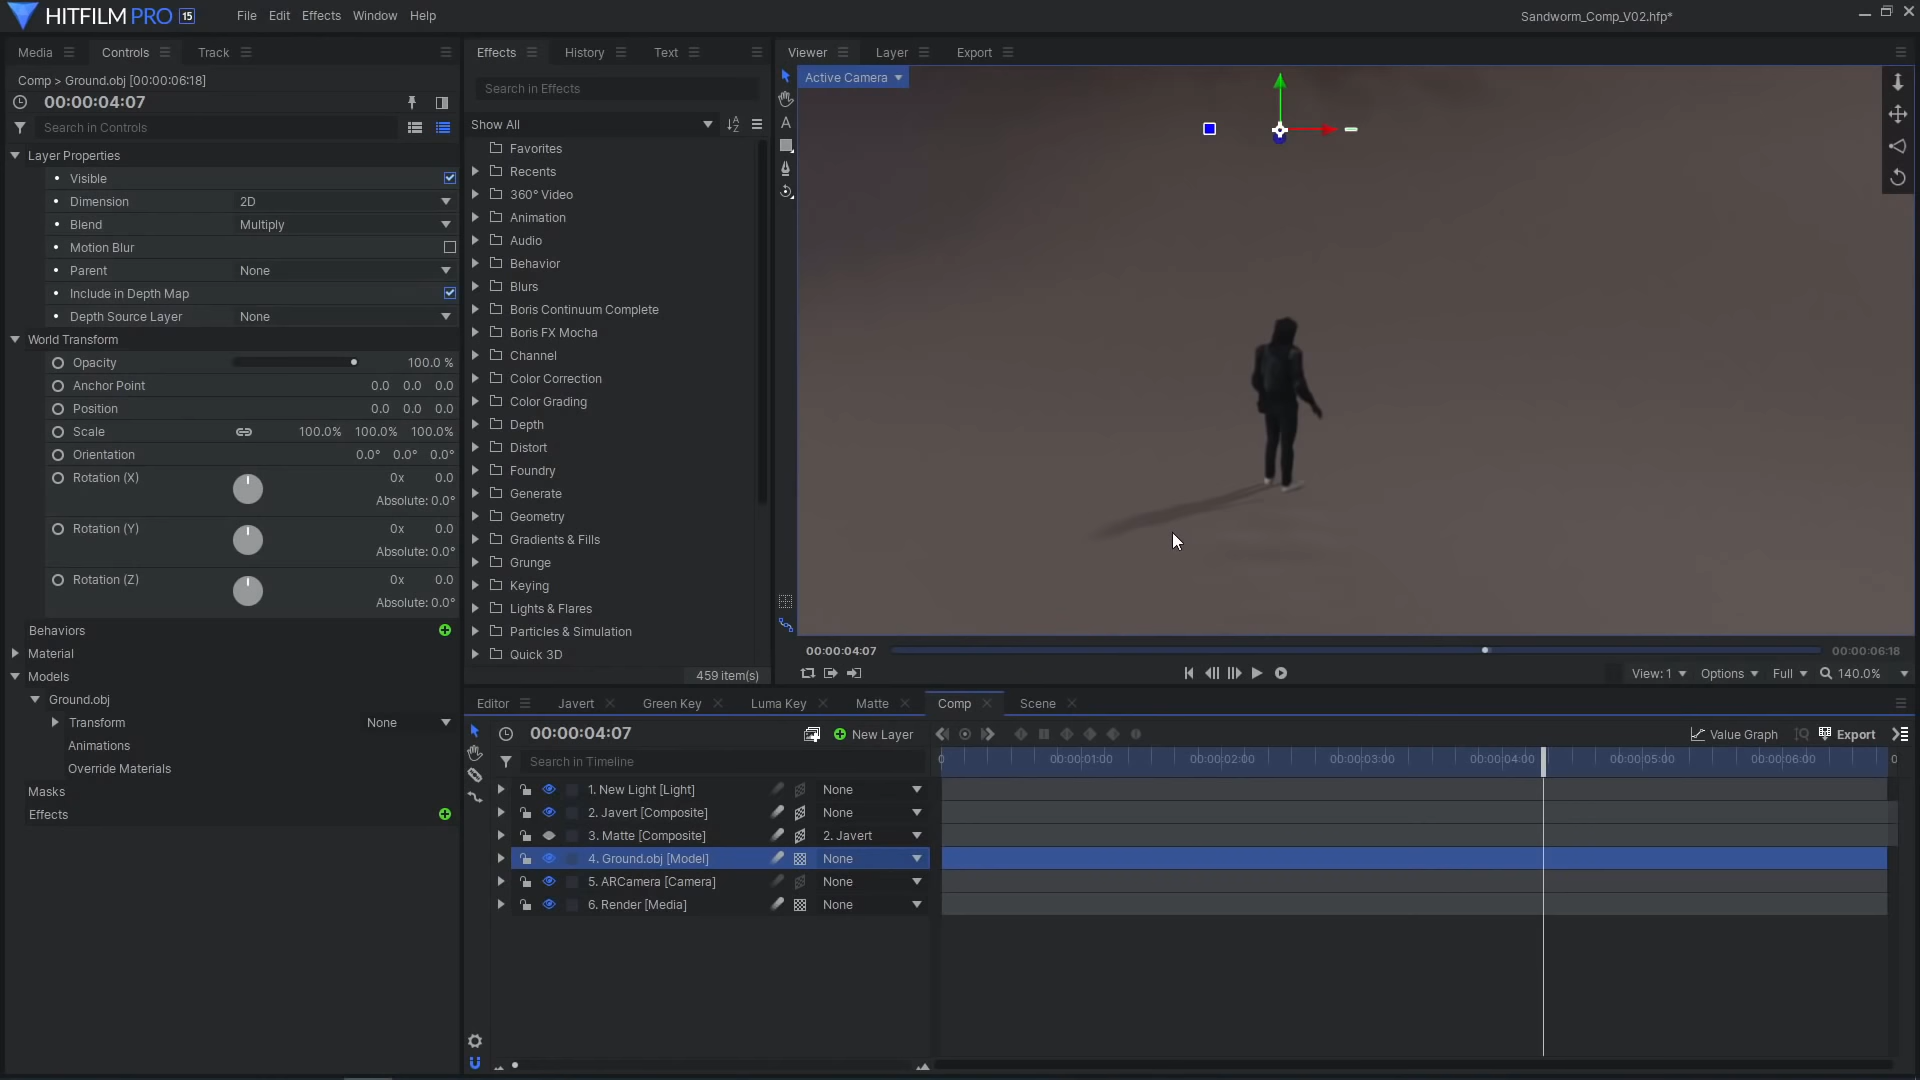 HITFILM PRO 15
File Edit Effects Window Help
Sandworm_Comp_V02.hfp*
Media Controls Track
Effects History Text
Viewer Layer Export
Comp > Ground.obj [00:00:06:18]
00:00:04:07
Search in Controls
Layer Properties
Visible
Dimension 2D
Blend Multiply
Motion Blur
Parent None
Include in Depth Map
Depth Source Layer None
World Transform
Opacity 100.0 %
Anchor Point 0.0 0.0 0.0
Position 0.0 0.0 0.0
Scale 100.0% 100.0% 100.0%
Orientation 0.0° 0.0° 0.0°
Rotation (X) 0x 0.0
Absolute: 0.0°
Rotation (Y) 0x 0.0
Absolute: 0.0°
Rotation (Z) 0x 0.0
Absolute: 0.0°
Behaviors
Material
Models
Ground.obj
Transform None
Animations
Override Materials
Masks
Effects
Search in Effects
Show All
Favorites
Recents
360° Video
Animation
Audio
Behavior
Blurs
Boris Continuum Complete
Boris FX Mocha
Channel
Color Correction
Color Grading
Depth
Distort
Foundry
Generate
Geometry
Gradients & Fills
Grunge
Keying
Lights & Flares
Particles & Simulation
Quick 3D
459 item(s)
Active Camera
00:00:04:07
00:00:06:18
View: 1 Options Full 140.0%
Editor Javert Green Key Luma Key Matte Comp Scene
00:00:04:07
New Layer
Value Graph
Export
Search in Timeline
0 00:00:01:00 00:00:02:00 00:00:03:00 00:00:04:00 00:00:05:00 00:00:06:00 0
1. New Light [Light] None
2. Javert [Composite] None
3. Matte [Composite] 2. Javert
4. Ground.obj [Model] None
5. ARCamera [Camera] None
6. Render [Media] None